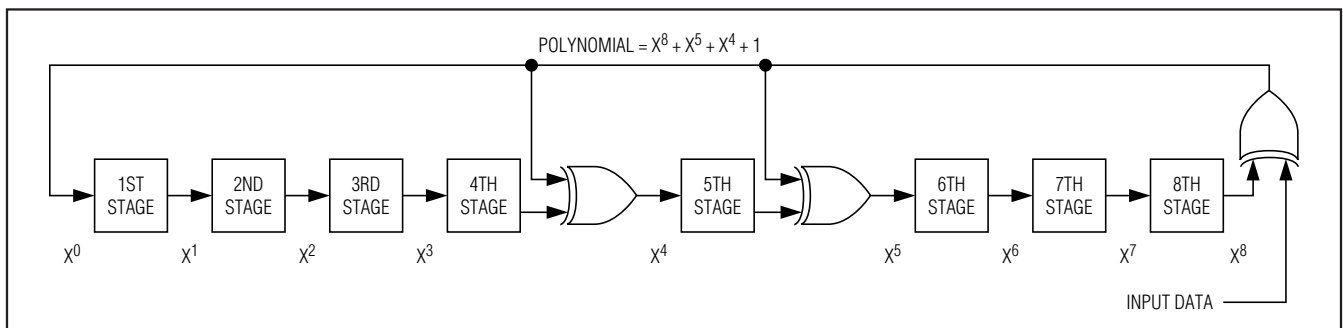 POLYNOMIAL = X⁸ + X⁵ + X⁴ + 1
1ST
STAGE
2ND
STAGE
3RD
STAGE
4TH
STAGE
5TH
STAGE
6TH
STAGE
7TH
STAGE
8TH
STAGE
X⁰
X¹
X²
X³
X⁴
X⁵
X⁶
X⁷
X⁸
INPUT DATA